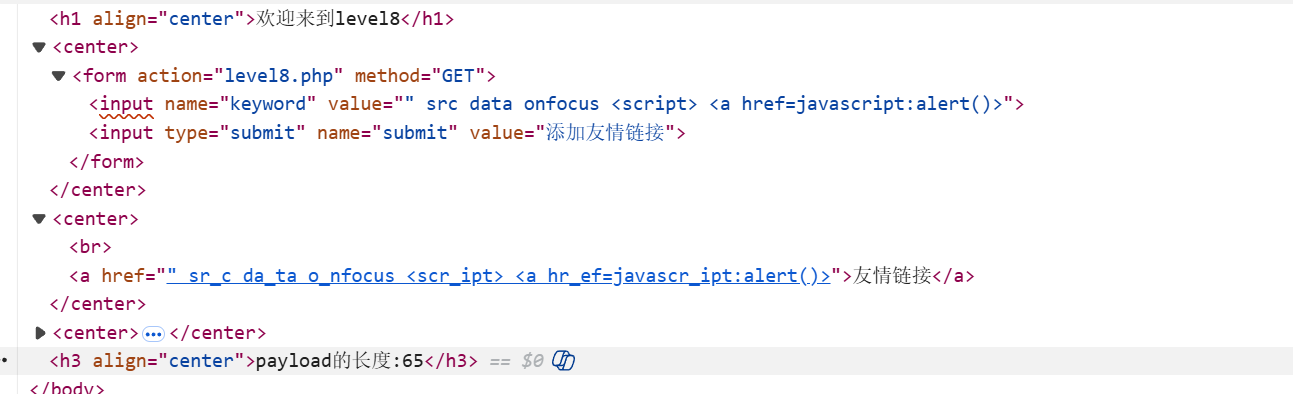 <h1 align="center">欢迎来到level8</h1>
<center>
<form action="level8.php" method="GET">
<input name="keyword" value="" src data onfocus <script> <a href=javascript:alert()>">
<input type="submit" name="submit" value="添加友情链接">
</form>
</center>
<center>
<br>
<a href="" sr_c da_ta o_nfocus <scr_ipt> <a hr_ef=javascr_ipt:alert()>">友情链接</a>
</center>
<center>…</center>
<h3 align="center">payload的长度:65</h3> == $0
</body>